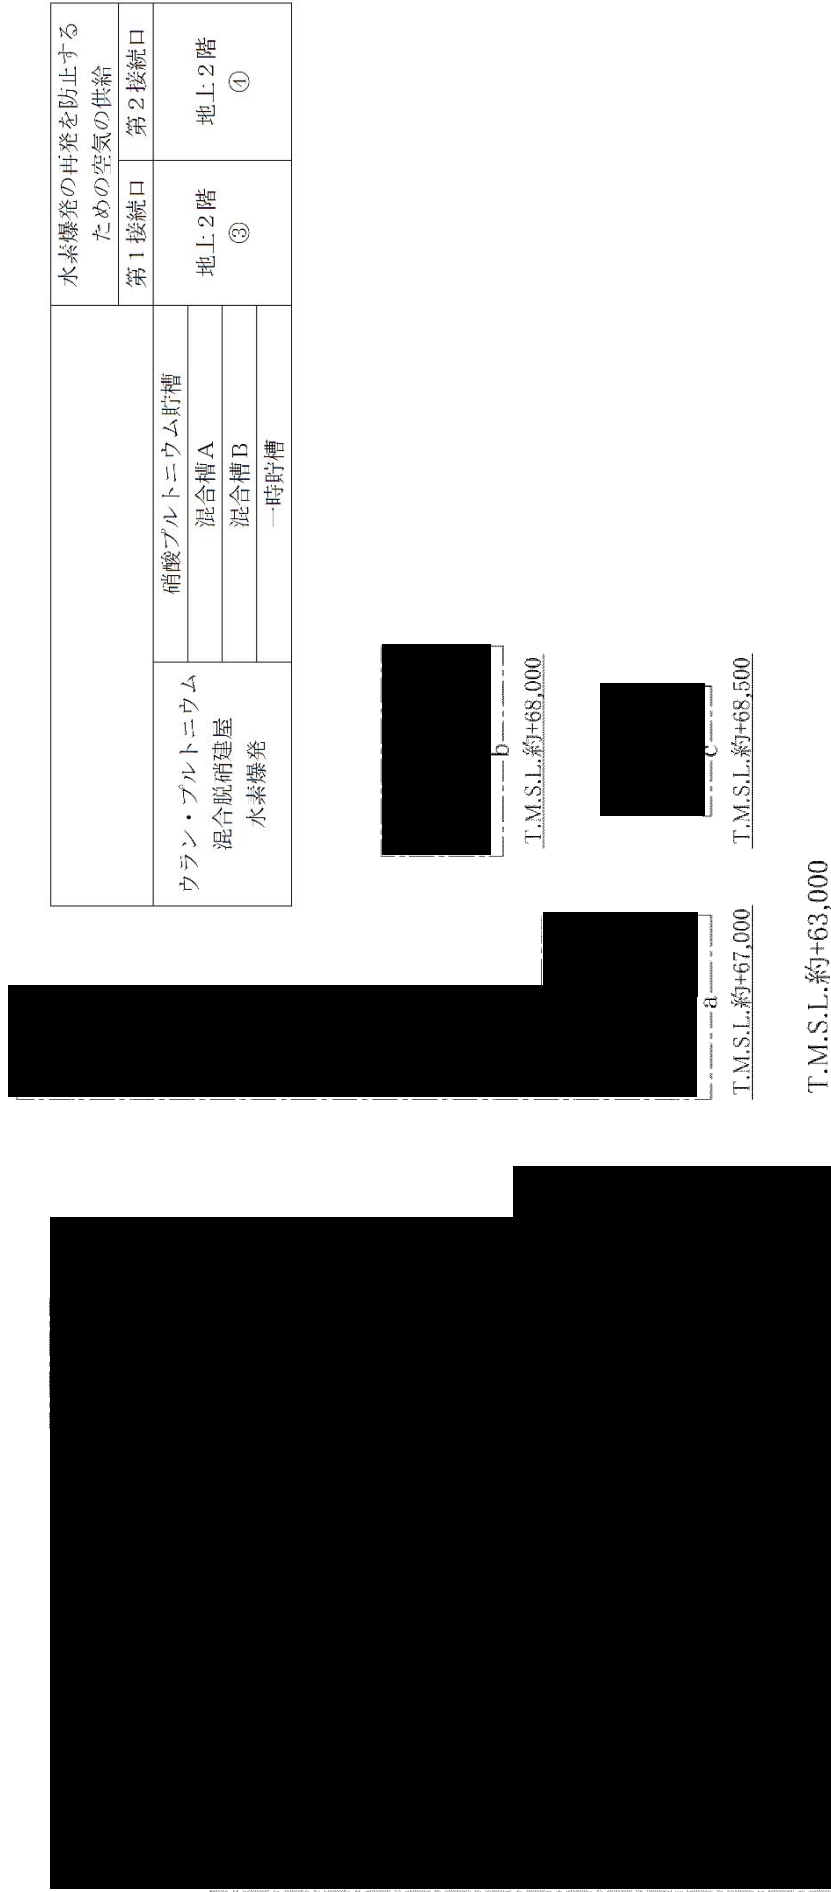 水素爆発の再発を防止する
ための空気の供給
第1接続口
第2接続口
ウラン・プルトニウム
混合脱硝建屋
水素爆発
硝酸プルトニウム貯槽
混合槽A
混合槽B
一時貯槽
地上2階
③
地上2階
④
b
T.M.S.L.約+68,000
c
T.M.S.L.約+68,500
a
T.M.S.L.約+67,000
T.M.S.L.約+63,000